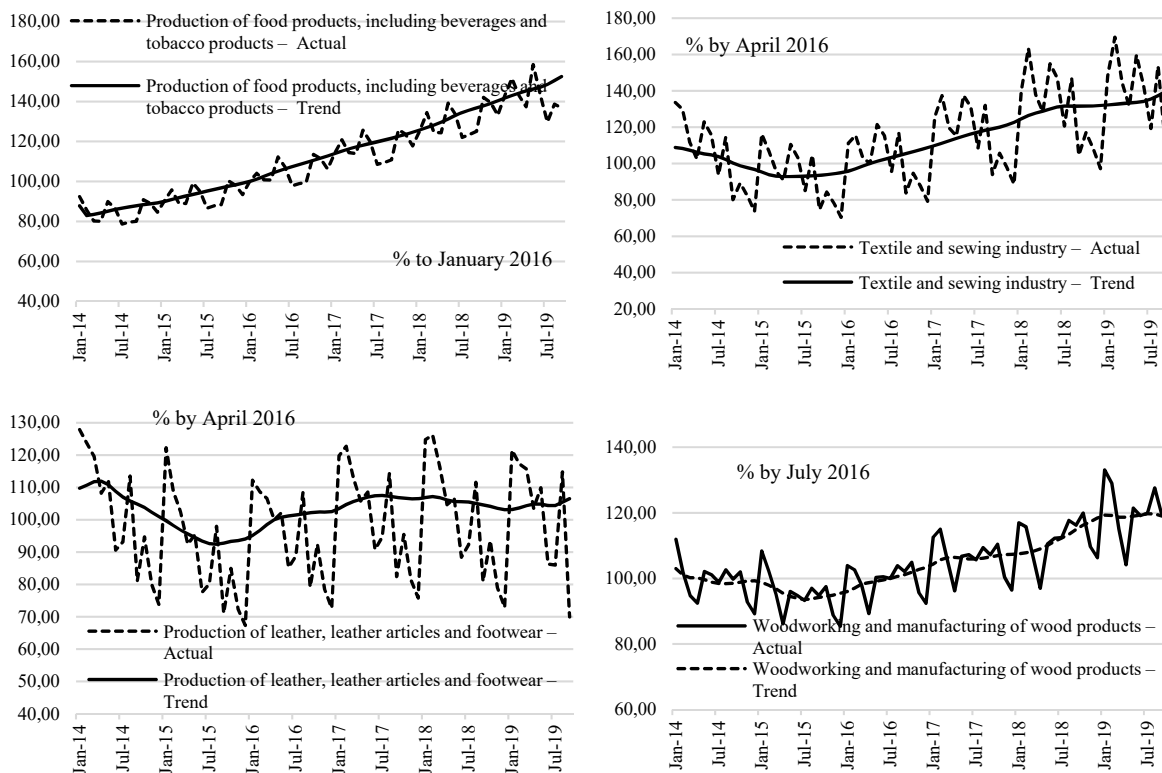 180,00
160,00
140,00
120,00
100,00
80,00
60,00
40,00
Production of food products, including beverages and
tobacco products – Actual
Production of food products, including beverages and
tobacco products – Trend
% to January 2016
Jan-14
Jul-14
Jan-15
Jul-15
Jan-16
Jul-16
Jan-17
Jul-17
Jan-18
Jul-18
Jan-19
Jul-19
180,00
160,00
140,00
120,00
100,00
80,00
60,00
40,00
20,00
% by April 2016
Textile and sewing industry – Actual
Textile and sewing industry – Trend
Jan-14
Jul-14
Jan-15
Jul-15
Jan-16
Jul-16
Jan-17
Jul-17
Jan-18
Jul-18
Jan-19
Jul-19
% by April 2016
130,00
120,00
110,00
100,00
90,00
80,00
70,00
60,00
50,00
40,00
Production of leather, leather articles and footwear –
Actual
Production of leather, leather articles and footwear –
Trend
Jan-14
Jul-14
Jan-15
Jul-15
Jan-16
Jul-16
Jan-17
Jul-17
Jan-18
Jul-18
Jan-19
Jul-19
140,00
120,00
100,00
80,00
60,00
% by July 2016
Woodworking and manufacturing of wood products –
Actual
Woodworking and manufacturing of wood products –
Trend
Jan-14
Jul-14
Jan-15
Jul-15
Jan-16
Jul-16
Jan-17
Jul-17
Jan-18
Jul-18
Jan-19
Jul-19